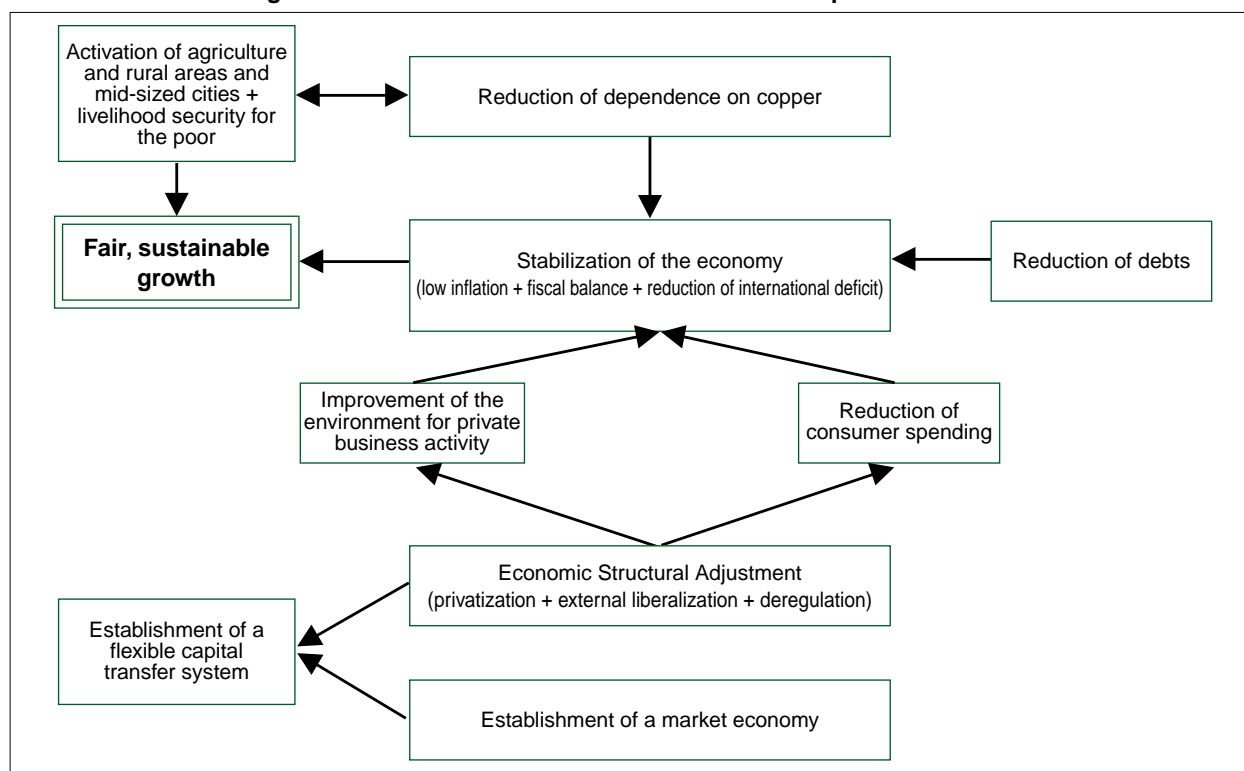 Activation of agriculture
and rural areas and
mid-sized cities +
livelihood security for
the poor
Reduction of dependence on copper
Fair, sustainable
growth
Stabilization of the economy
(low inflation + fiscal balance + reduction of international deficit)
Reduction of debts
Improvement of the
environment for private
business activity
Reduction of
consumer spending
Economic Structural Adjustment
(privatization + external liberalization + deregulation)
Establishment of a
flexible capital
transfer system
Establishment of a market economy